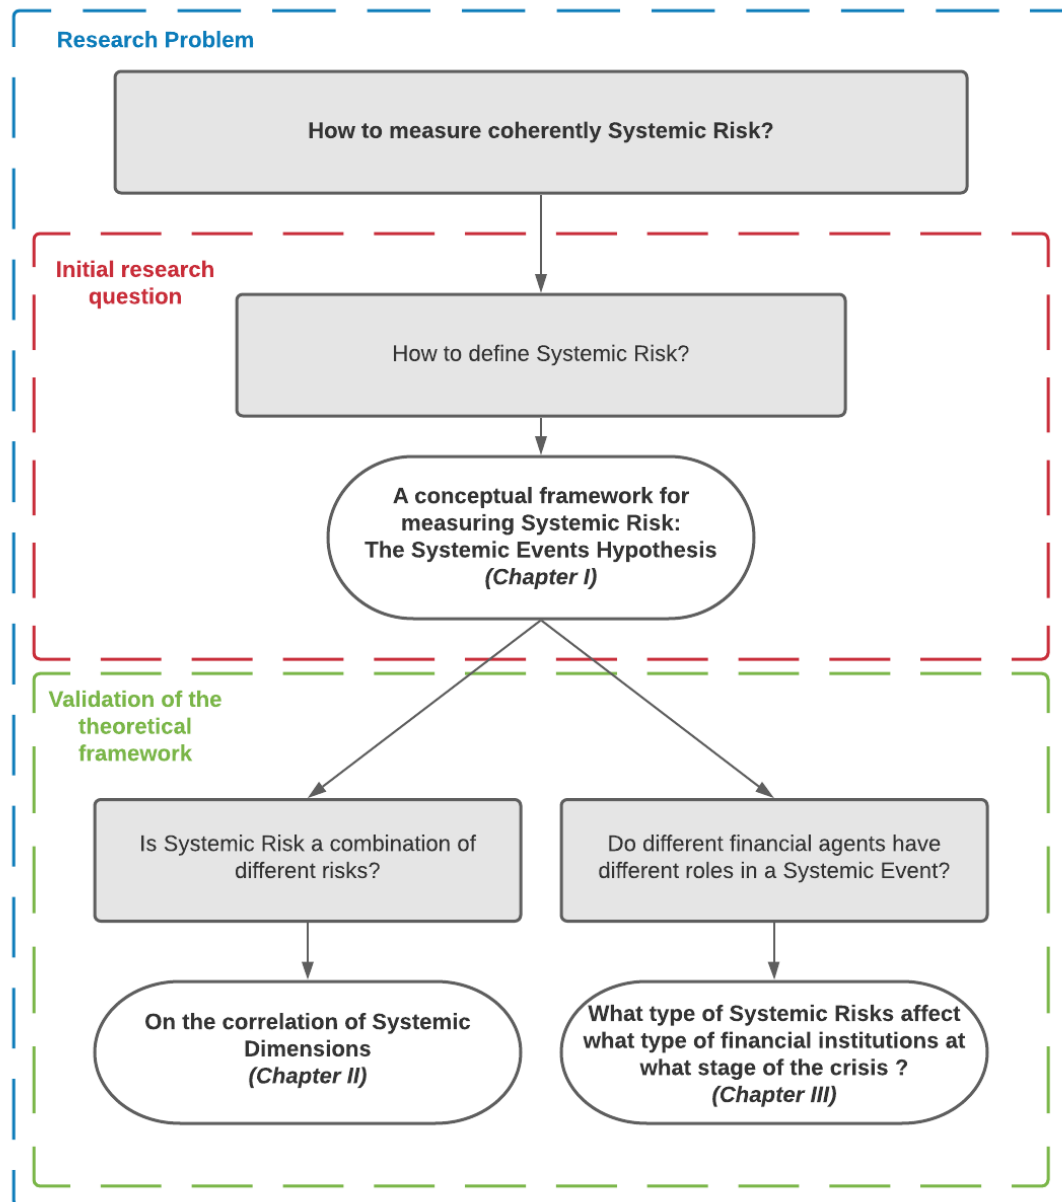 Research Problem
How to measure coherently Systemic Risk?
Initial research
question
How to define Systemic Risk?
A conceptual framework for
measuring Systemic Risk:
The Systemic Events Hypothesis
(Chapter I)
Validation of the
theoretical
framework
Is Systemic Risk a combination of
different risks?
Do different financial agents have
different roles in a Systemic Event?
On the correlation of Systemic
Dimensions
(Chapter II)
What type of Systemic Risks affect
what type of financial institutions at
what stage of the crisis ?
(Chapter III)